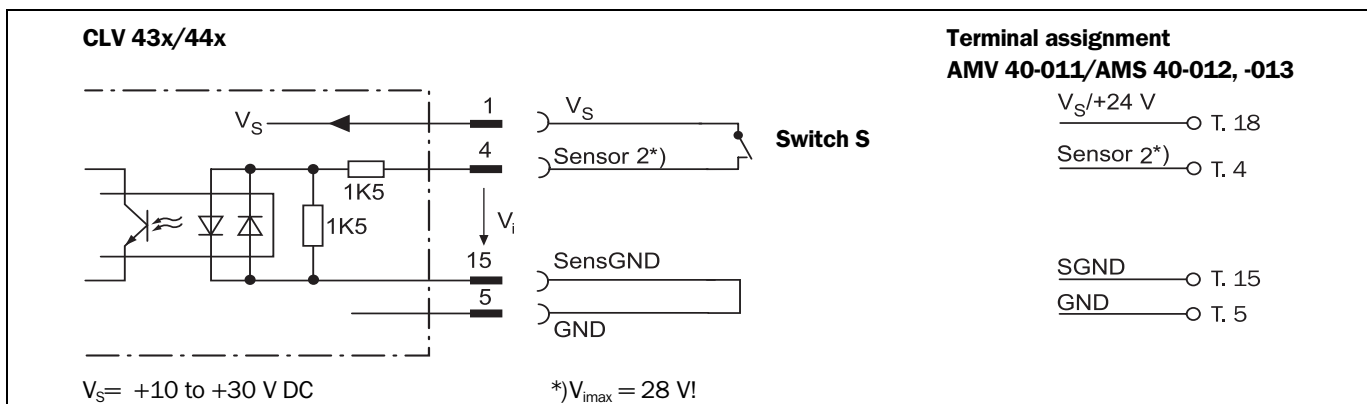 CLV 43x/44x
Terminal assignment
AMV 40-011/AMS 40-012, -013
V_S
1
V_S
Switch S
4
Sensor 2*)
1K5
1K5
V_i
15
SensGND
5
GND
V_S/+24 V
T. 18
Sensor 2*)
T. 4
SGND
T. 15
GND
T. 5
V_S= +10 to +30 V DC
*)V_imax = 28 V!